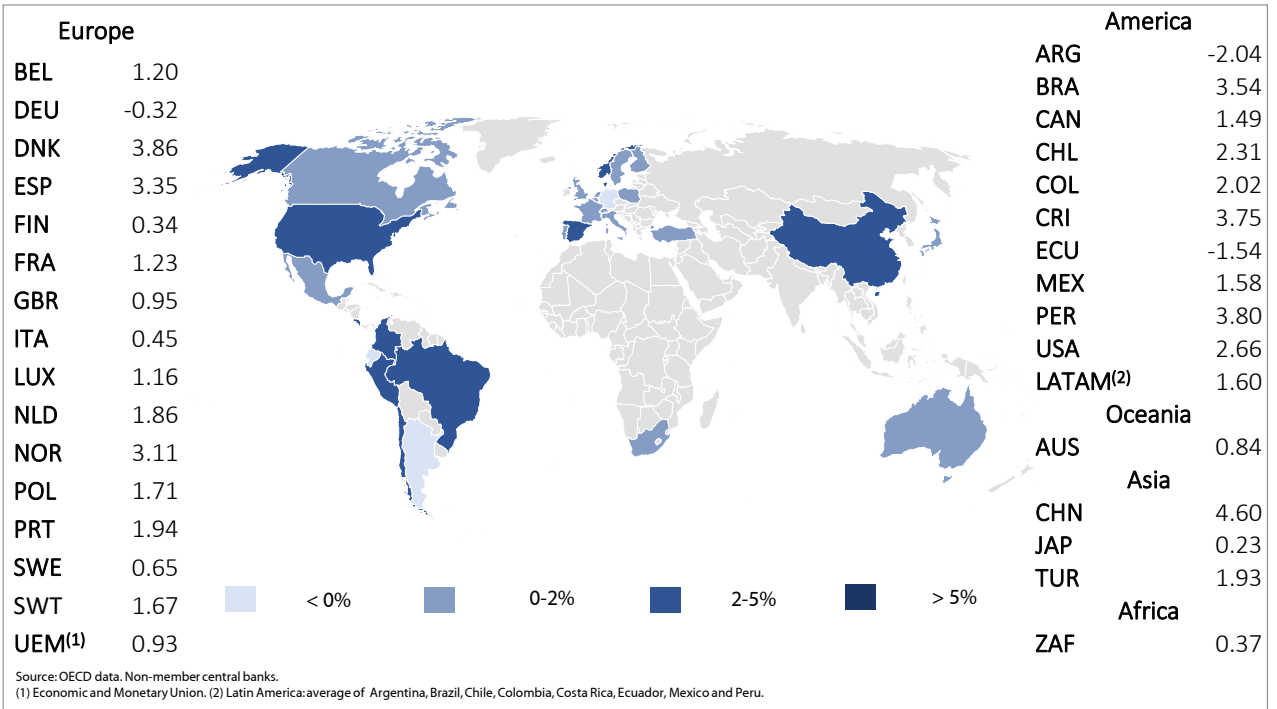 Europe
BEL 1.20
DEU -0.32
DNK 3.86
ESP 3.35
FIN 0.34
FRA 1.23
GBR 0.95
ITA 0.45
LUX 1.16
NLD 1.86
NOR 3.11
POL 1.71
PRT 1.94
SWE 0.65
SWT 1.67
UEM(1) 0.93
America
ARG -2.04
BRA 3.54
CAN 1.49
CHL 2.31
COL 2.02
CRI 3.75
ECU -1.54
MEX 1.58
PER 3.80
USA 2.66
LATAM(2) 1.60
Oceania
AUS 0.84
Asia
CHN 4.60
JAP 0.23
TUR 1.93
Africa
ZAF 0.37
< 0% 0-2% 2-5% > 5%
Source: OECD data. Non-member central banks.
(1) Economic and Monetary Union. (2) Latin America: average of Argentina, Brazil, Chile, Colombia, Costa Rica, Ecuador, Mexico and Peru.